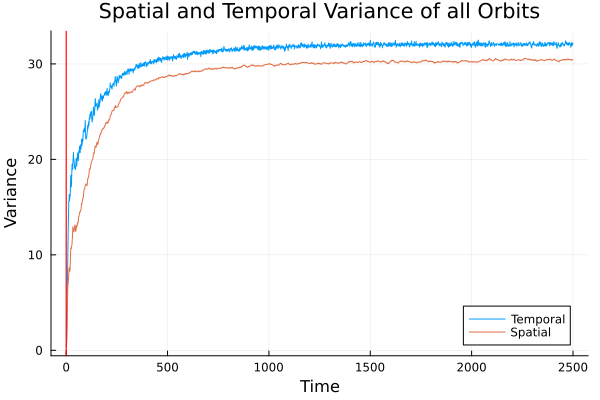 Spatial and Temporal Variance of all Orbits
Variance
30
20
10
0
Temporal
Spatial
0 500 1000 1500 2000 2500
Time